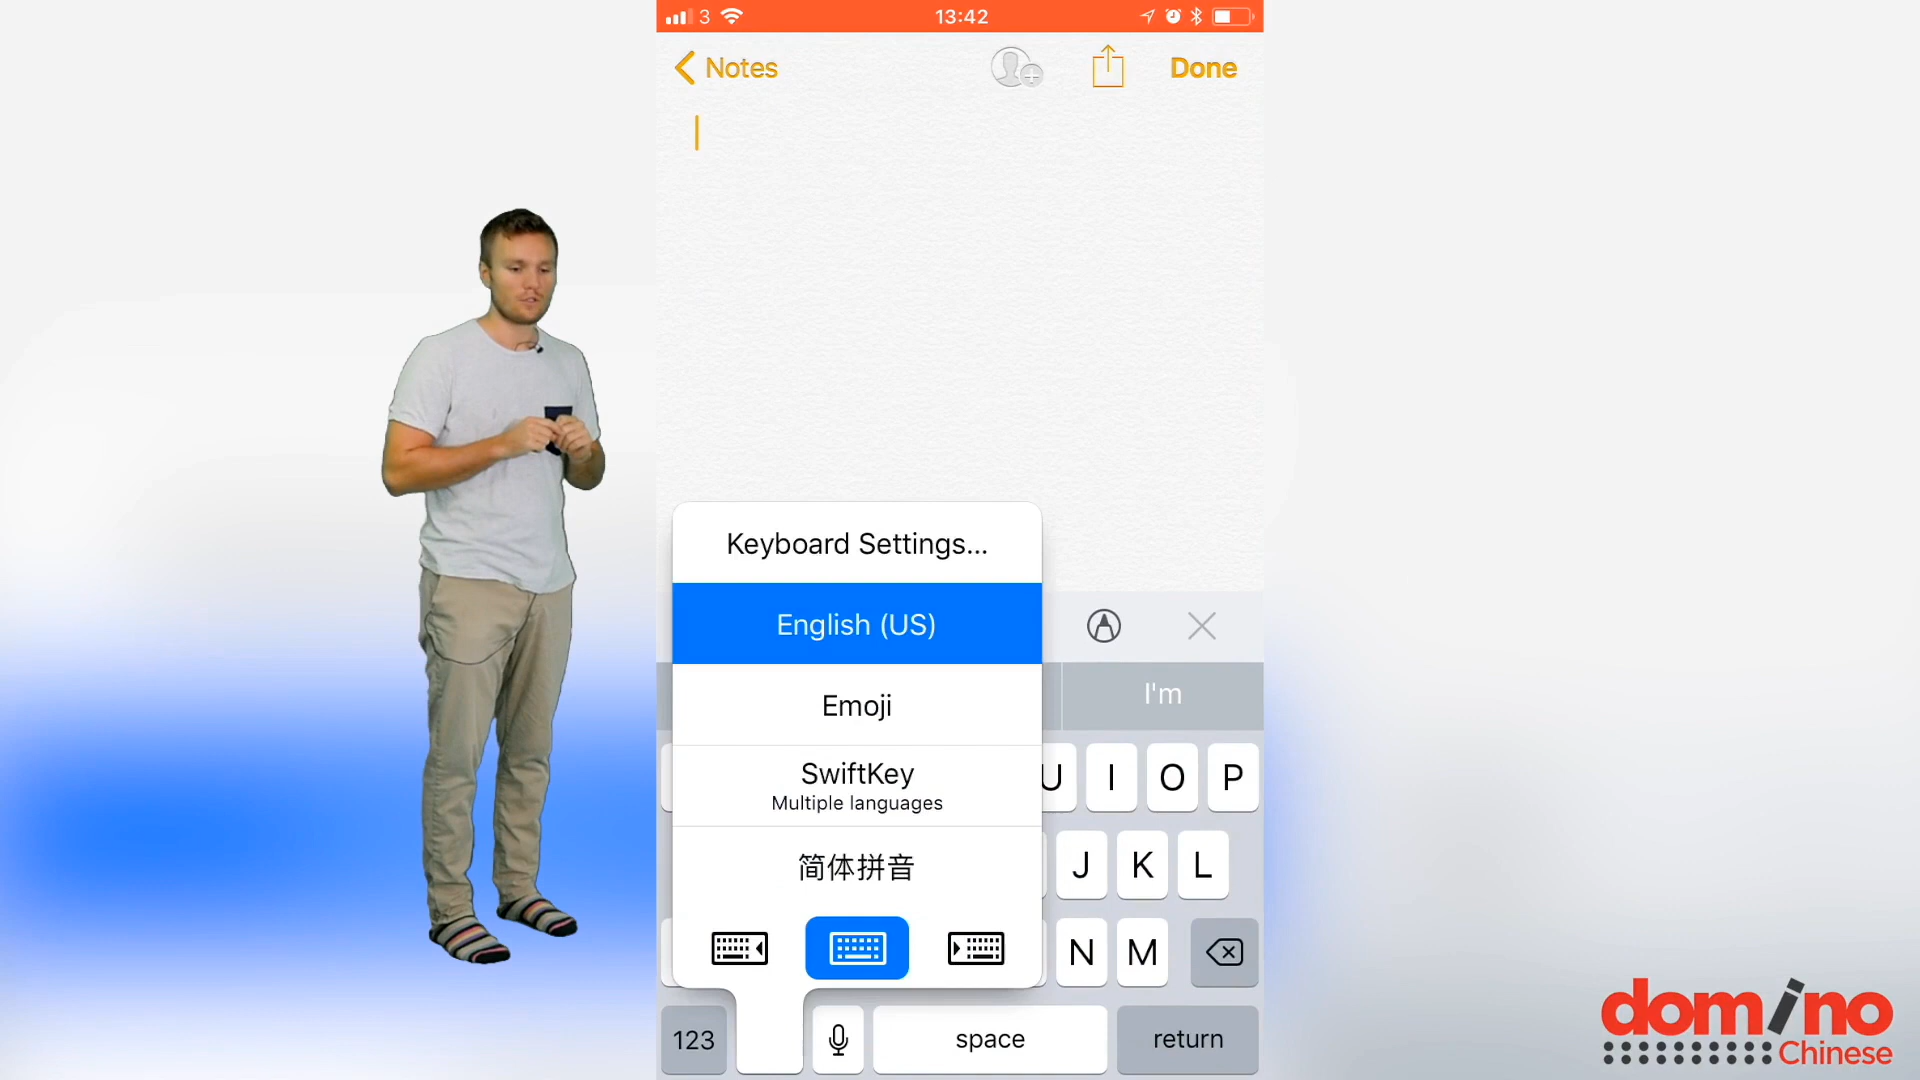 3
13:42
Notes
Done
Keyboard Settings...
English (US)
Emoji
SwiftKey
Multiple languages
简体拼音
I'm
U I O P
J K L
N M
123
space
return
domino
Chinese